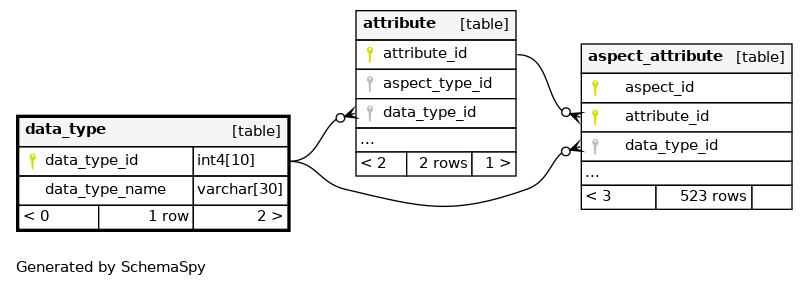 attribute [table]
attribute_id
aspect_type_id
data_type_id
...
< 2 2 rows 1 >
aspect_attribute [table]
aspect_id
attribute_id
data_type_id
...
< 3 523 rows
data_type [table]
data_type_id int4[10]
data_type_name varchar[30]
< 0 1 row 2 >
Generated by SchemaSpy